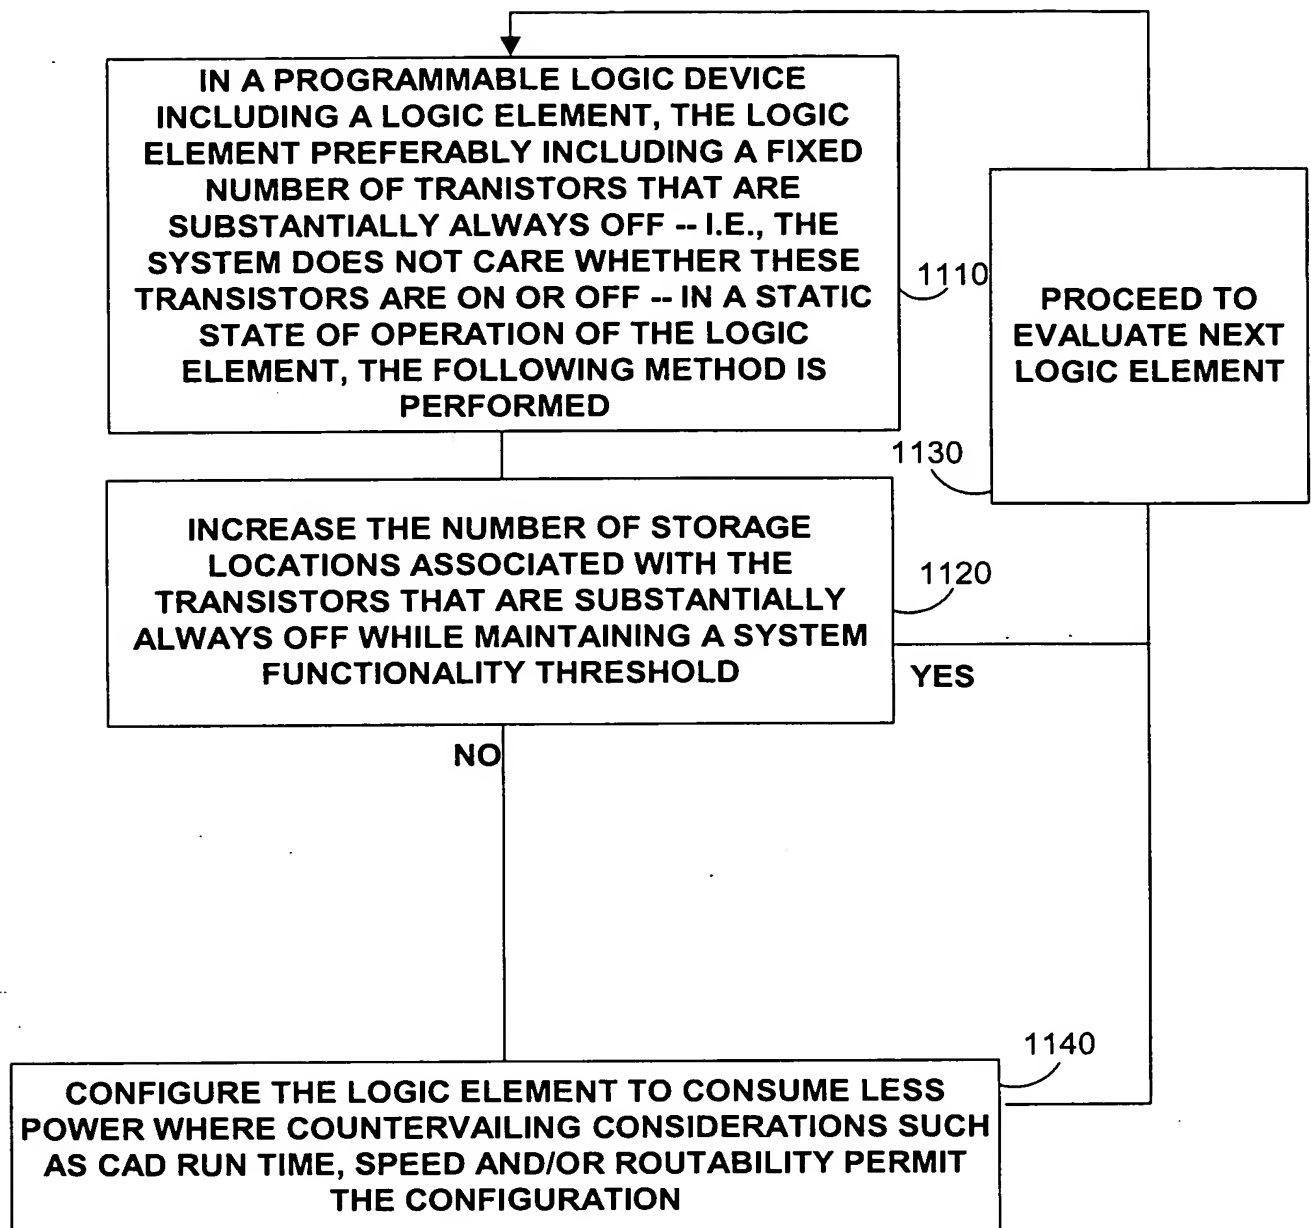 IN A PROGRAMMABLE LOGIC DEVICE
INCLUDING A LOGIC ELEMENT, THE LOGIC
ELEMENT PREFERABLY INCLUDING A FIXED
NUMBER OF TRANISTORS THAT ARE
SUBSTANTIALLY ALWAYS OFF -- I.E., THE
SYSTEM DOES NOT CARE WHETHER THESE
TRANSISTORS ARE ON OR OFF -- IN A STATIC
STATE OF OPERATION OF THE LOGIC
ELEMENT, THE FOLLOWING METHOD IS
PERFORMED
1110
PROCEED TO
EVALUATE NEXT
LOGIC ELEMENT
1130
INCREASE THE NUMBER OF STORAGE
LOCATIONS ASSOCIATED WITH THE
TRANSISTORS THAT ARE SUBSTANTIALLY
ALWAYS OFF WHILE MAINTAINING A SYSTEM
FUNCTIONALITY THRESHOLD
1120
YES
NO
1140
CONFIGURE THE LOGIC ELEMENT TO CONSUME LESS
POWER WHERE COUNTERVAILING CONSIDERATIONS SUCH
AS CAD RUN TIME, SPEED AND/OR ROUTABILITY PERMIT
THE CONFIGURATION